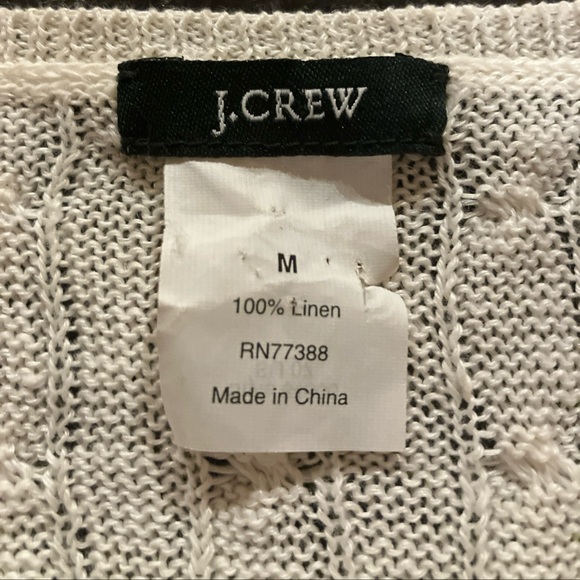 J.CREW
M
100% Linen
RN77388
Made in China